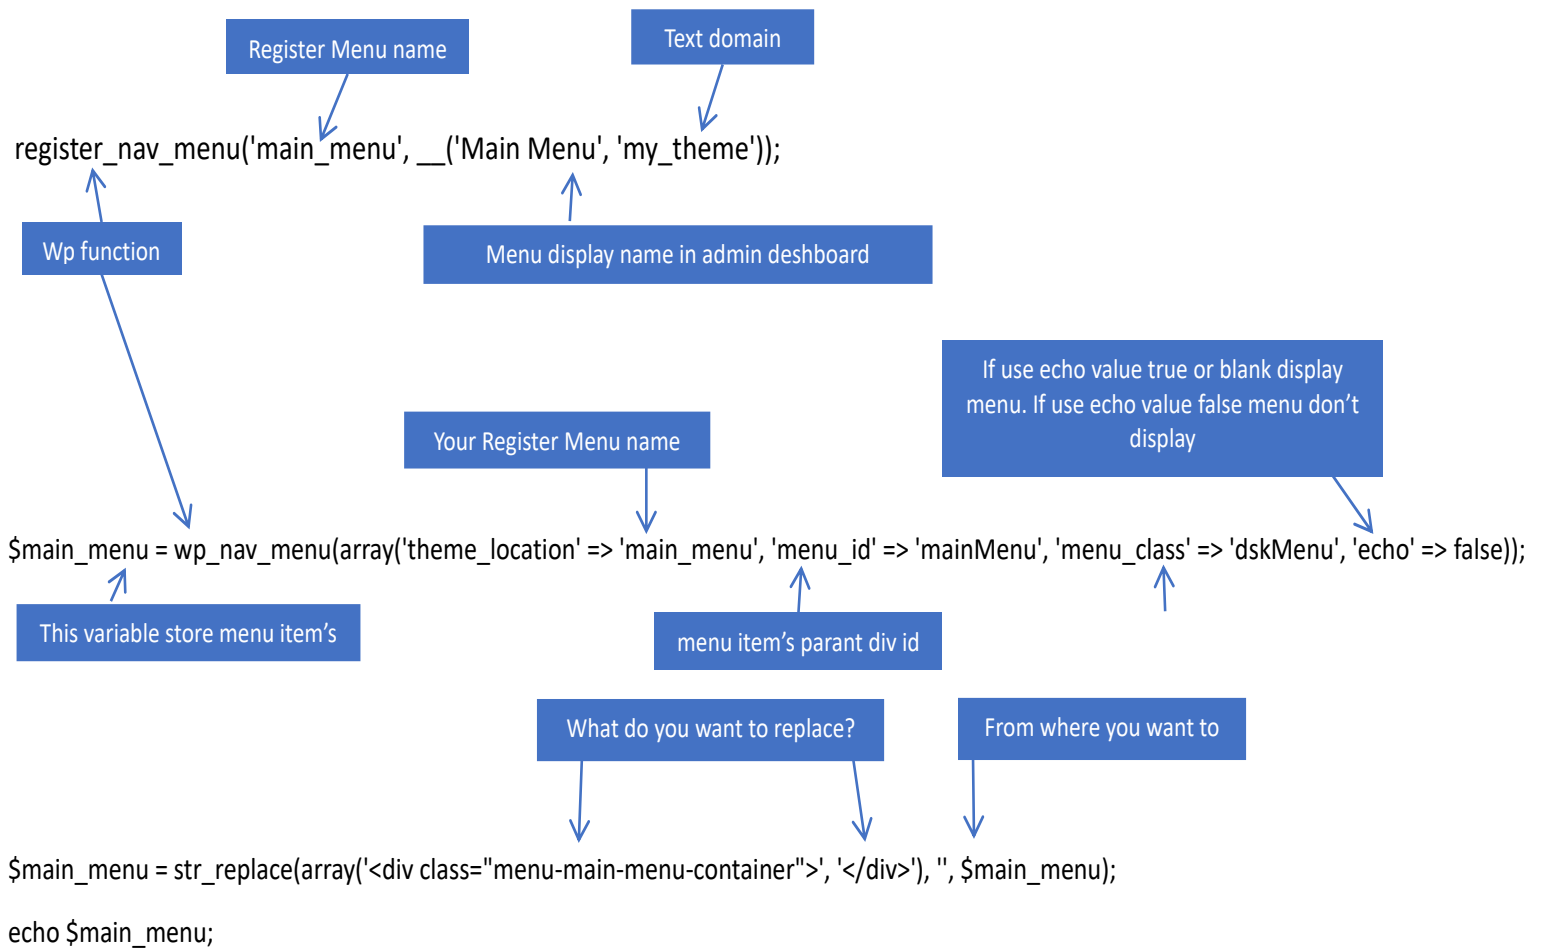 Register Menu name
Text domain
register_nav_menu('main_menu', __('Main Menu', 'my_theme'));
Wp function
Menu display name in admin deshboard
If use echo value true or blank display
menu. If use echo value false menu don’t
display
Your Register Menu name
$main_menu = wp_nav_menu(array('theme_location' => 'main_menu', 'menu_id' => 'mainMenu', 'menu_class' => 'dskMenu', 'echo' => false));
This variable store menu item’s
menu item’s parant div id
What do you want to replace?
From where you want to
$main_menu = str_replace(array('<div class="menu-main-menu-container">', '</div>'), '', $main_menu);
echo $main_menu;